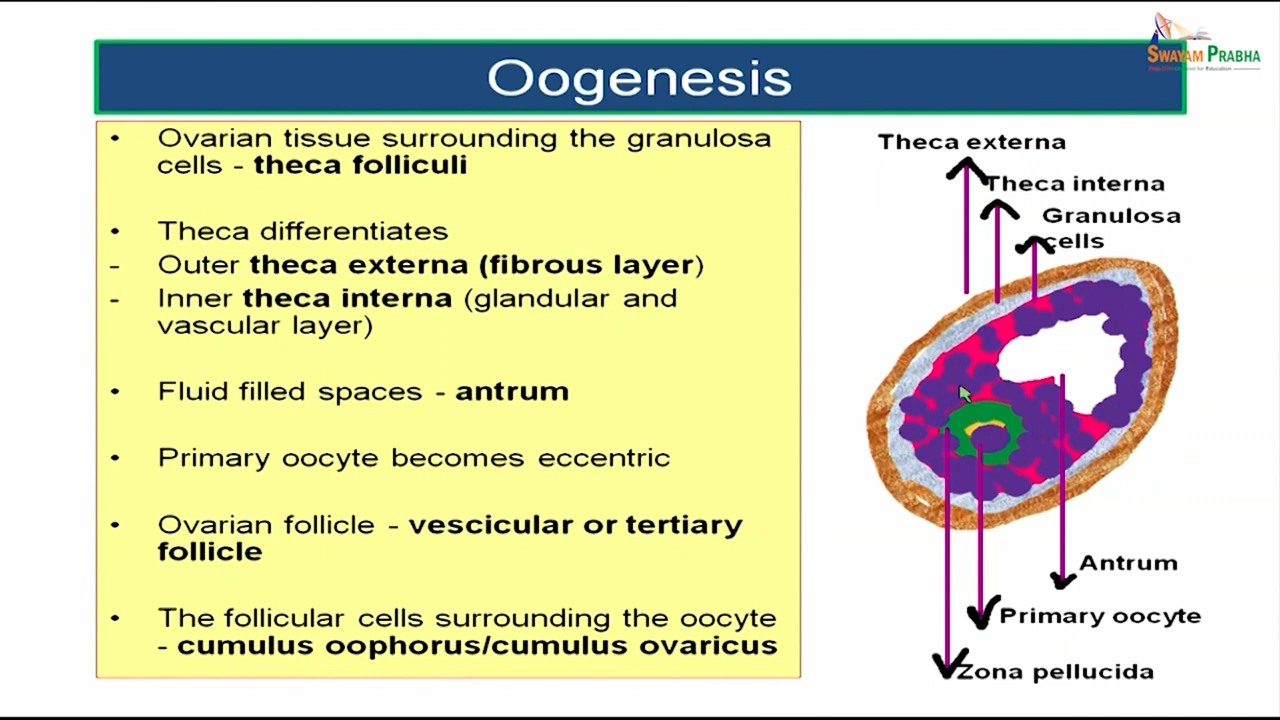 SWAYAM PRABHA
Oogenesis
• Ovarian tissue surrounding the granulosa
cells - theca folliculi
• Theca differentiates
- Outer theca externa (fibrous layer)
- Inner theca interna (glandular and
vascular layer)
• Fluid filled spaces - antrum
• Primary oocyte becomes eccentric
• Ovarian follicle - vescicular or tertiary
follicle
• The follicular cells surrounding the oocyte
- cumulus oophorus/cumulus ovaricus
Theca externa
Theca interna
Granulosa
cells
Antrum
Primary oocyte
Zona pellucida